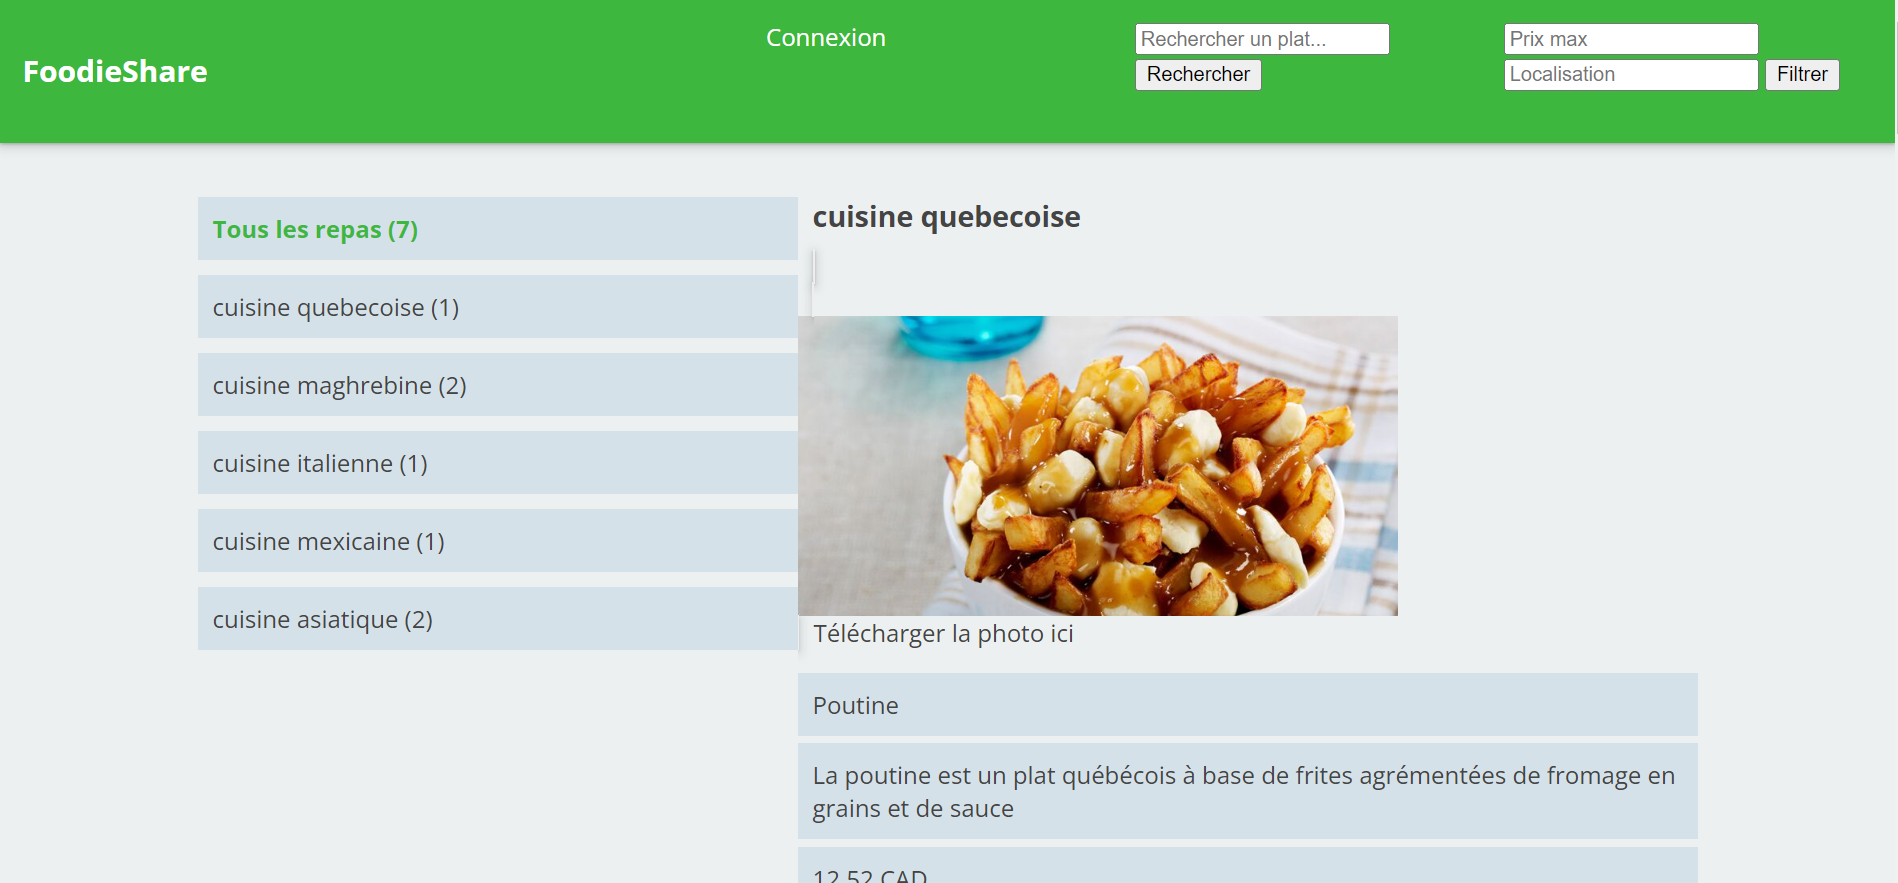 FoodieShare
Connexion
Rechercher un plat...
Rechercher
Prix max
Localisation
Filtrer
Tous les repas (7)
cuisine quebecoise (1)
cuisine maghrebine (2)
cuisine italienne (1)
cuisine mexicaine (1)
cuisine asiatique (2)
cuisine quebecoise
Télécharger la photo ici
Poutine
La poutine est un plat québécois à base de frites agrémentées de fromage en
grains et de sauce
12.52 CAD